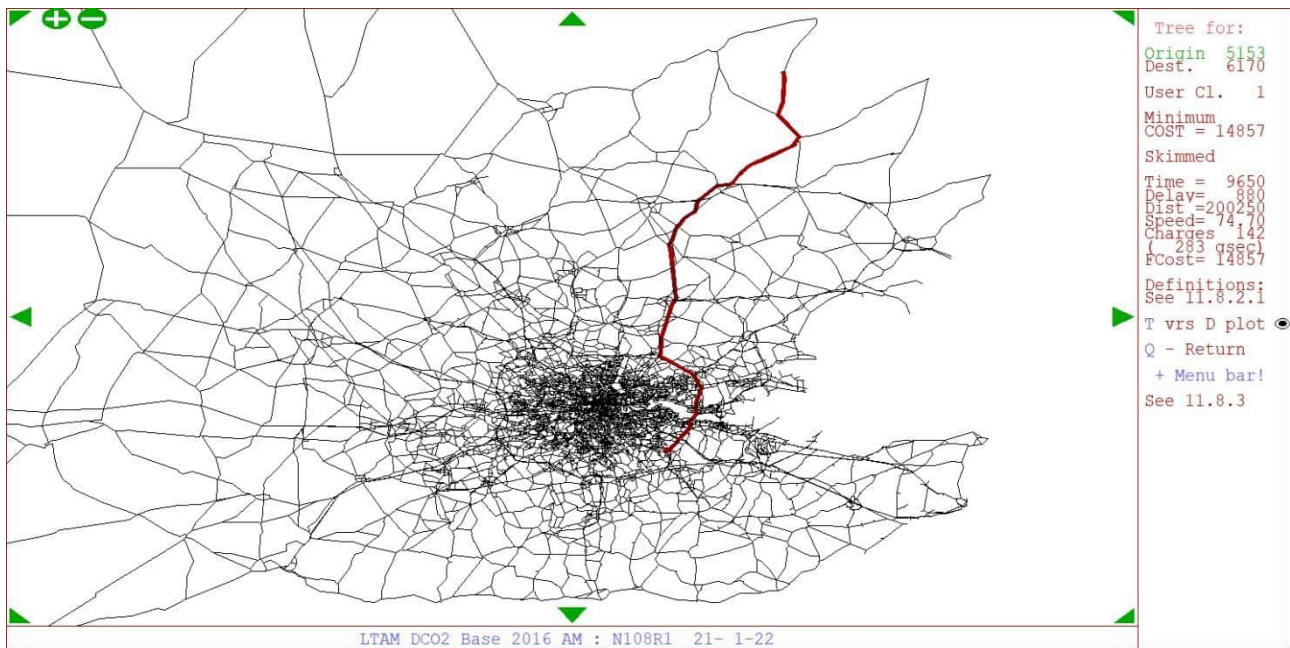 Tree for:
Origin 5153
Dest. 6170
User Cl. 1
Minimum
COST = 14857
Skimmed
Time = 9650
Delay= 880
Dist =200250
Speed= 74.70
Charges 142
( 283 gsec)
FCost= 14857
Definitions:
See 11.8.2.1
T vrs D plot
Q - Return
+ Menu bar!
See 11.8.3
LTAM DCO2 Base 2016 AM : N108R1 21- 1-22